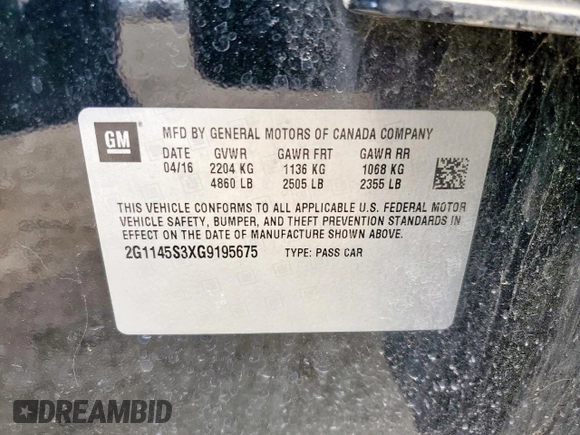 GM MFD BY GENERAL MOTORS OF CANADA COMPANY
DATE GVWR GAWR FRT GAWR RR
04/16 2204 KG 1136 KG 1068 KG
4860 LB 2505 LB 2355 LB
THIS VEHICLE CONFORMS TO ALL APPLICABLE U.S. FEDERAL MOTOR
VEHICLE SAFETY, BUMPER, AND THEFT PREVENTION STANDARDS IN
EFFECT ON THE DATE OF MANUFACTURE SHOWN ABOVE.
2G1145S3XG9195675 TYPE: PASS CAR
DREAMBID